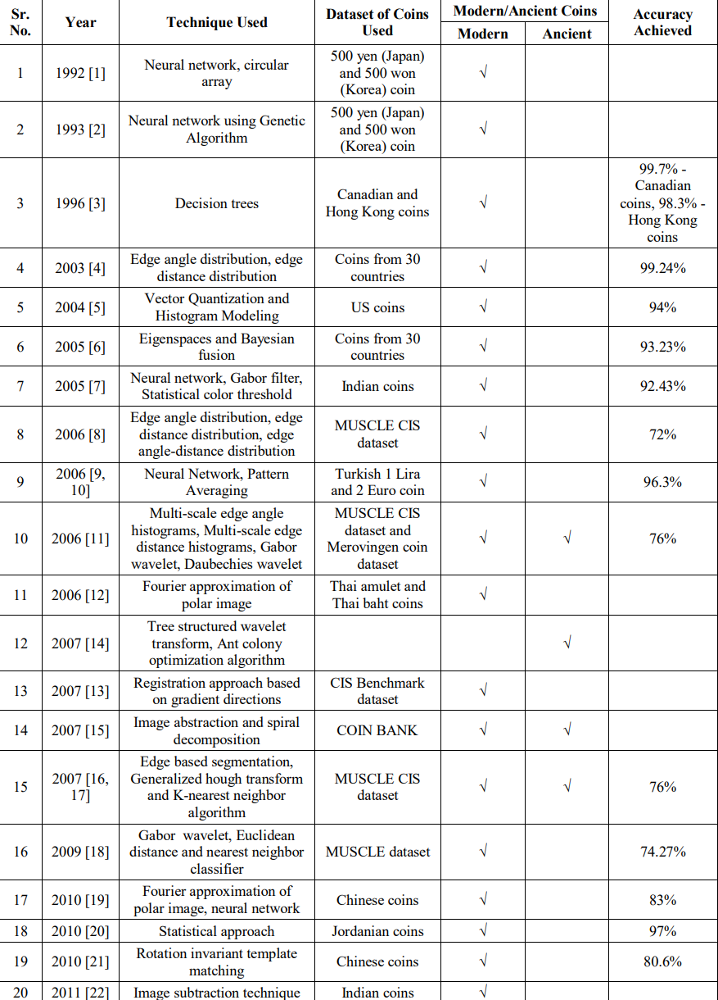 Sr. No. | Year | Technique Used | Dataset of Coins Used | Modern/Ancient Coins | Accuracy Achieved
Modern | Ancient
1 | 1992 [1] | Neural network, circular array | 500 yen (Japan) and 500 won (Korea) coin | √ | |
2 | 1993 [2] | Neural network using Genetic Algorithm | 500 yen (Japan) and 500 won (Korea) coin | √ | |
3 | 1996 [3] | Decision trees | Canadian and Hong Kong coins | √ | | 99.7% - Canadian coins, 98.3% - Hong Kong coins
4 | 2003 [4] | Edge angle distribution, edge distance distribution | Coins from 30 countries | √ | | 99.24%
5 | 2004 [5] | Vector Quantization and Histogram Modeling | US coins | √ | | 94%
6 | 2005 [6] | Eigenspaces and Bayesian fusion | Coins from 30 countries | √ | | 93.23%
7 | 2005 [7] | Neural network, Gabor filter, Statistical color threshold | Indian coins | √ | | 92.43%
8 | 2006 [8] | Edge angle distribution, edge distance distribution, edge angle-distance distribution | MUSCLE CIS dataset | √ | | 72%
9 | 2006 [9, 10] | Neural Network, Pattern Averaging | Turkish 1 Lira and 2 Euro coin | √ | | 96.3%
10 | 2006 [11] | Multi-scale edge angle histograms, Multi-scale edge distance histograms, Gabor wavelet, Daubechies wavelet | MUSCLE CIS dataset and Merovingen coin dataset | √ | √ | 76%
11 | 2006 [12] | Fourier approximation of polar image | Thai amulet and Thai baht coins | √ | |
12 | 2007 [14] | Tree structured wavelet transform, Ant colony optimization algorithm | | | √ |
13 | 2007 [13] | Registration approach based on gradient directions | CIS Benchmark dataset | √ | |
14 | 2007 [15] | Image abstraction and spiral decomposition | COIN BANK | √ | √ |
15 | 2007 [16, 17] | Edge based segmentation, Generalized hough transform and K-nearest neighbor algorithm | MUSCLE CIS dataset | √ | √ | 76%
16 | 2009 [18] | Gabor wavelet, Euclidean distance and nearest neighbor classifier | MUSCLE dataset | √ | | 74.27%
17 | 2010 [19] | Fourier approximation of polar image, neural network | Chinese coins | √ | | 83%
18 | 2010 [20] | Statistical approach | Jordanian coins | √ | | 97%
19 | 2010 [21] | Rotation invariant template matching | Chinese coins | √ | | 80.6%
20 | 2011 [22] | Image subtraction technique | Indian coins | √ | |